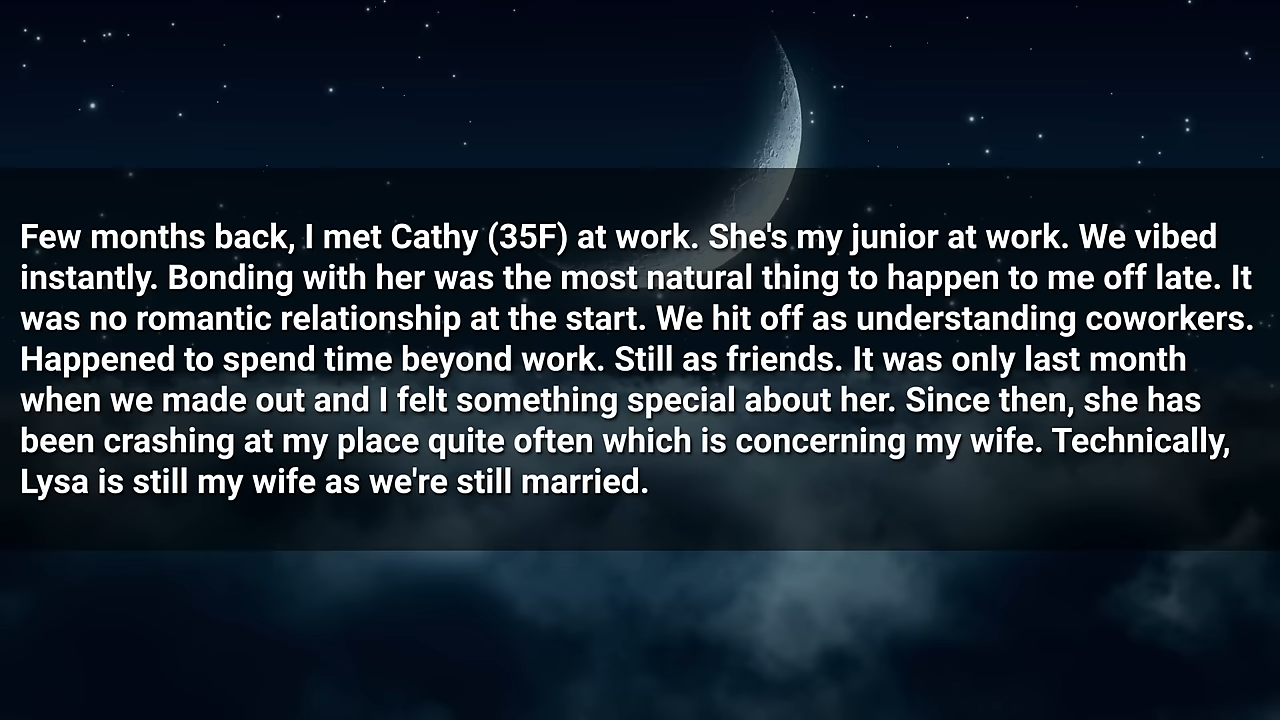 Few months back, I met Cathy (35F) at work. She's my junior at work. We vibed
instantly. Bonding with her was the most natural thing to happen to me off late. It
was no romantic relationship at the start. We hit off as understanding coworkers.
Happened to spend time beyond work. Still as friends. It was only last month
when we made out and I felt something special about her. Since then, she has
been crashing at my place quite often which is concerning my wife. Technically,
Lysa is still my wife as we're still married.